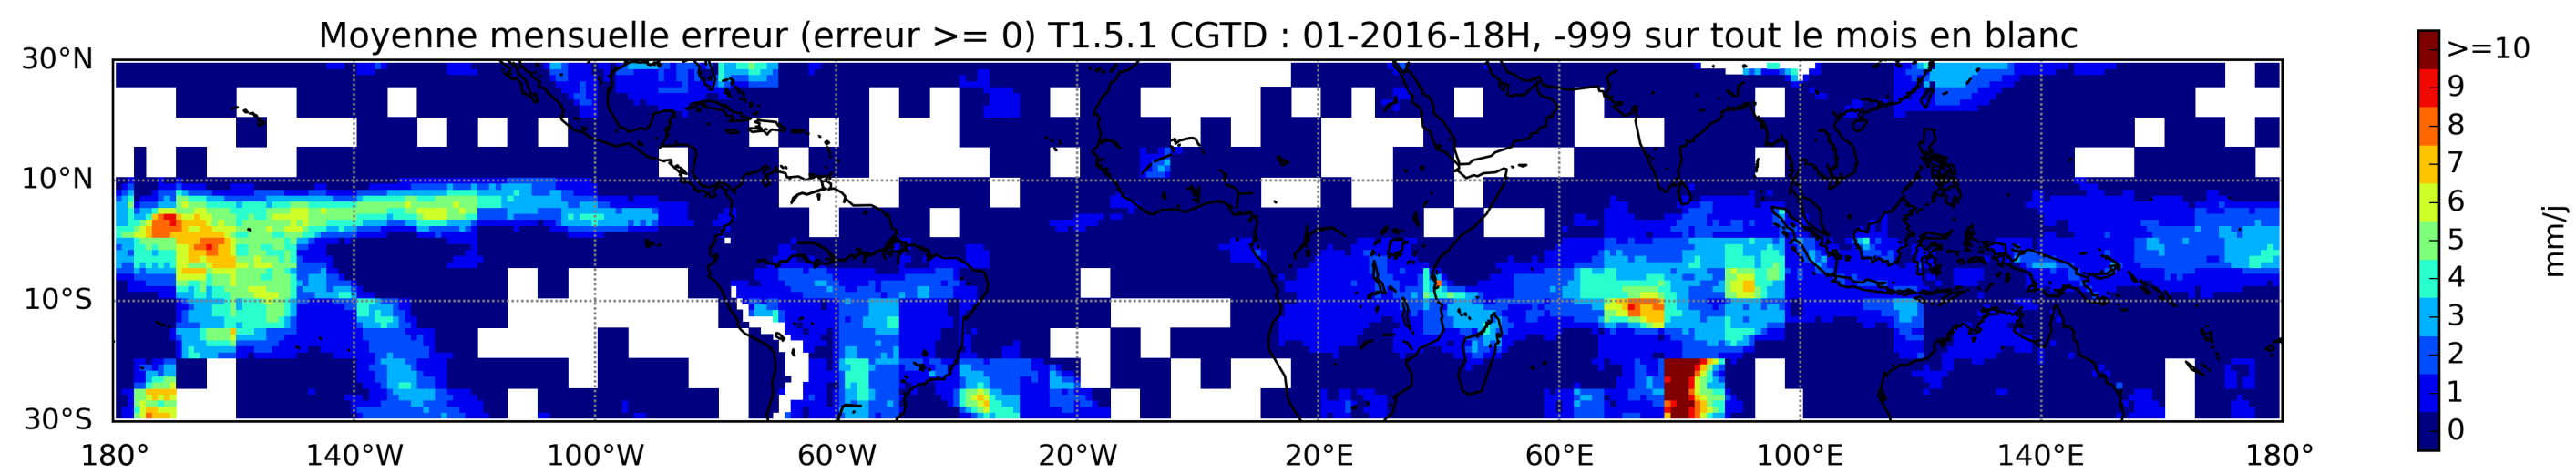 Moyenne mensuelle erreur (erreur >= 0) T1.5.1 CGTD : 01-2016-18H, -999 sur tout le mois en blanc
30°N
10°N
10°S
30°S
180° 140°W 100°W 60°W 20°W 20°E 60°E 100°E 140°E 180°
>=10
9
8
7
6
5
4
3
2
1
0
mm/j